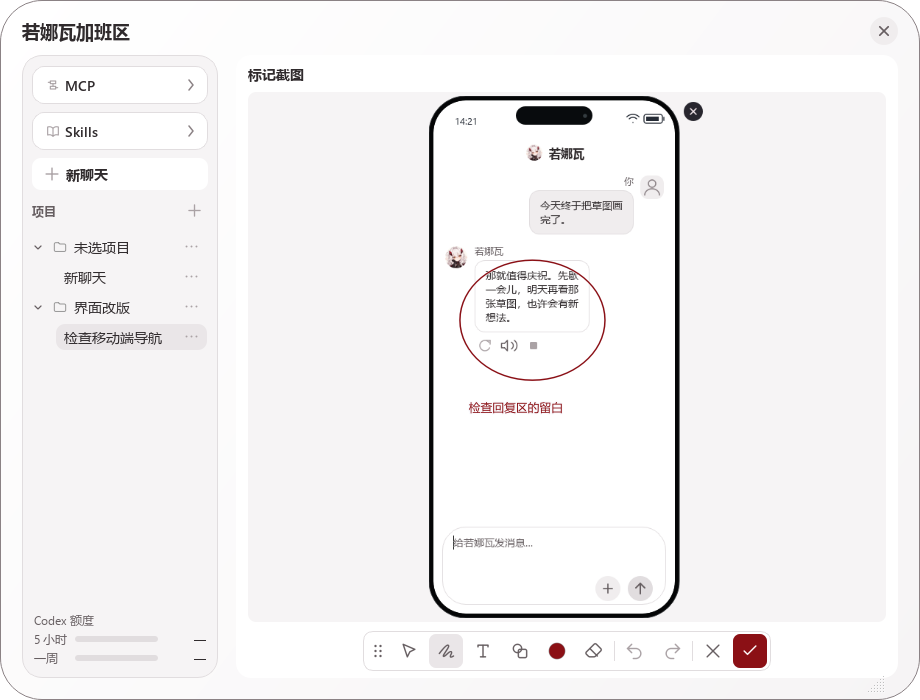 若娜瓦加班区
MCP
Skills
新聊天
项目
未选项目
新聊天
界面改版
检查移动端导航
Codex 额度
5 小时
一周
标记截图
14:21
若娜瓦
你
今天终于把草图画
完了。
若娜瓦
那就值得庆祝。先歇
一会儿，明天再看那
张草图，也许会有新
想法。
检查回复区的留白
给若娜瓦发消息...